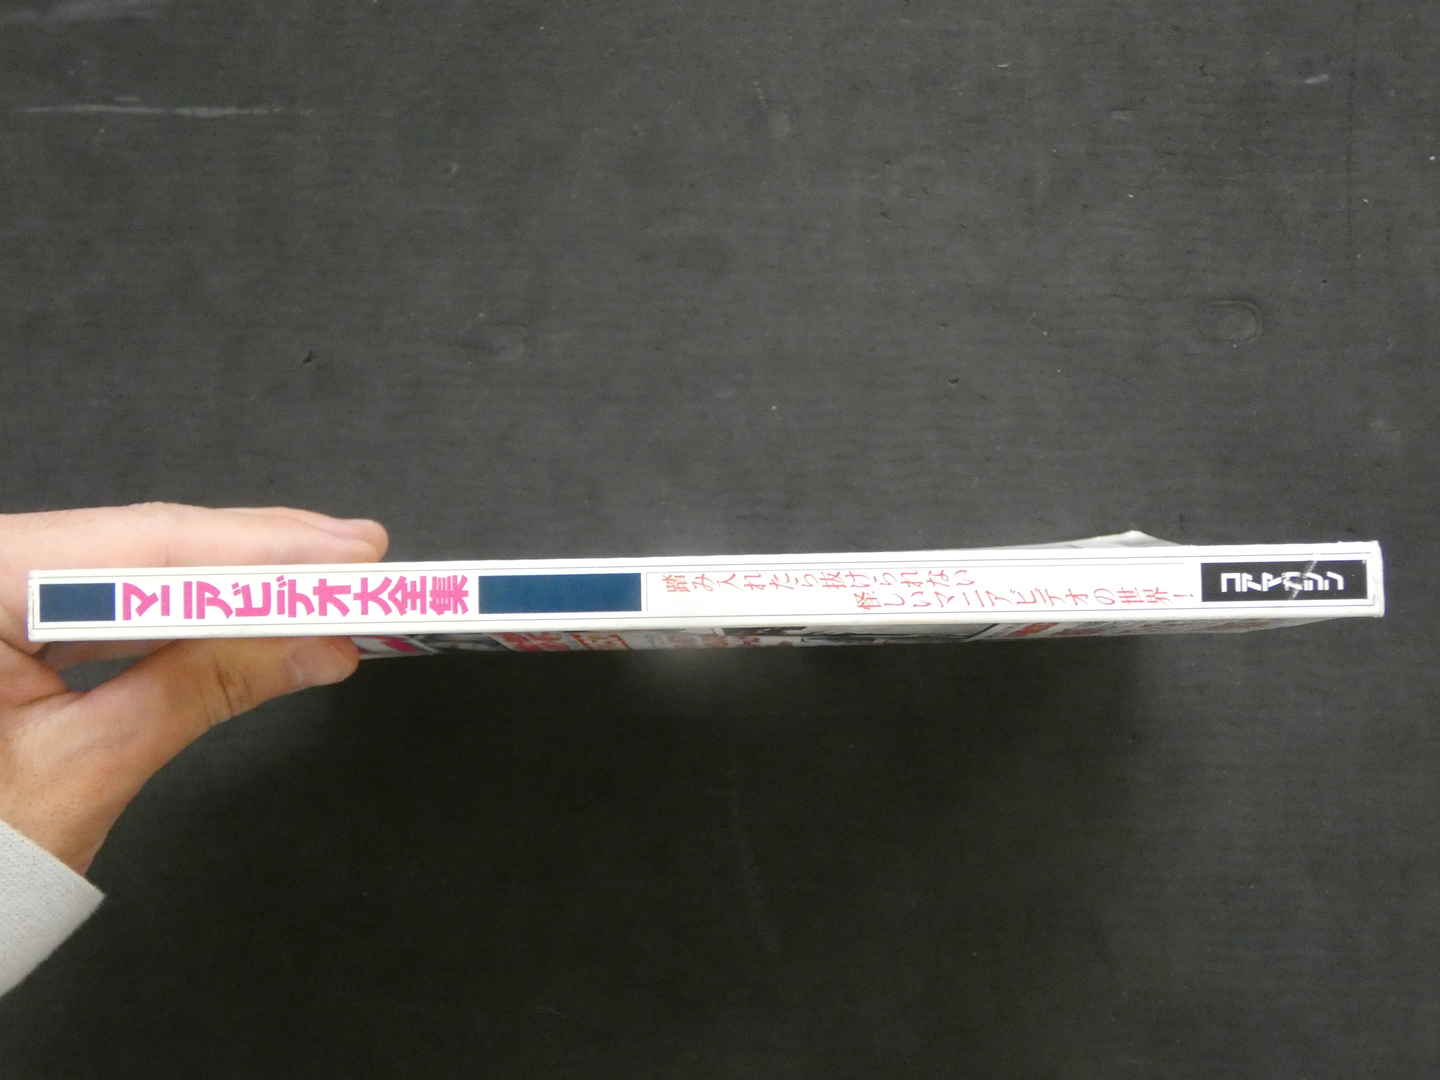 マニアビデオ大全集
踏み入れたら抜けられない
怪しいマニアビデオの世界!
コアマガジン